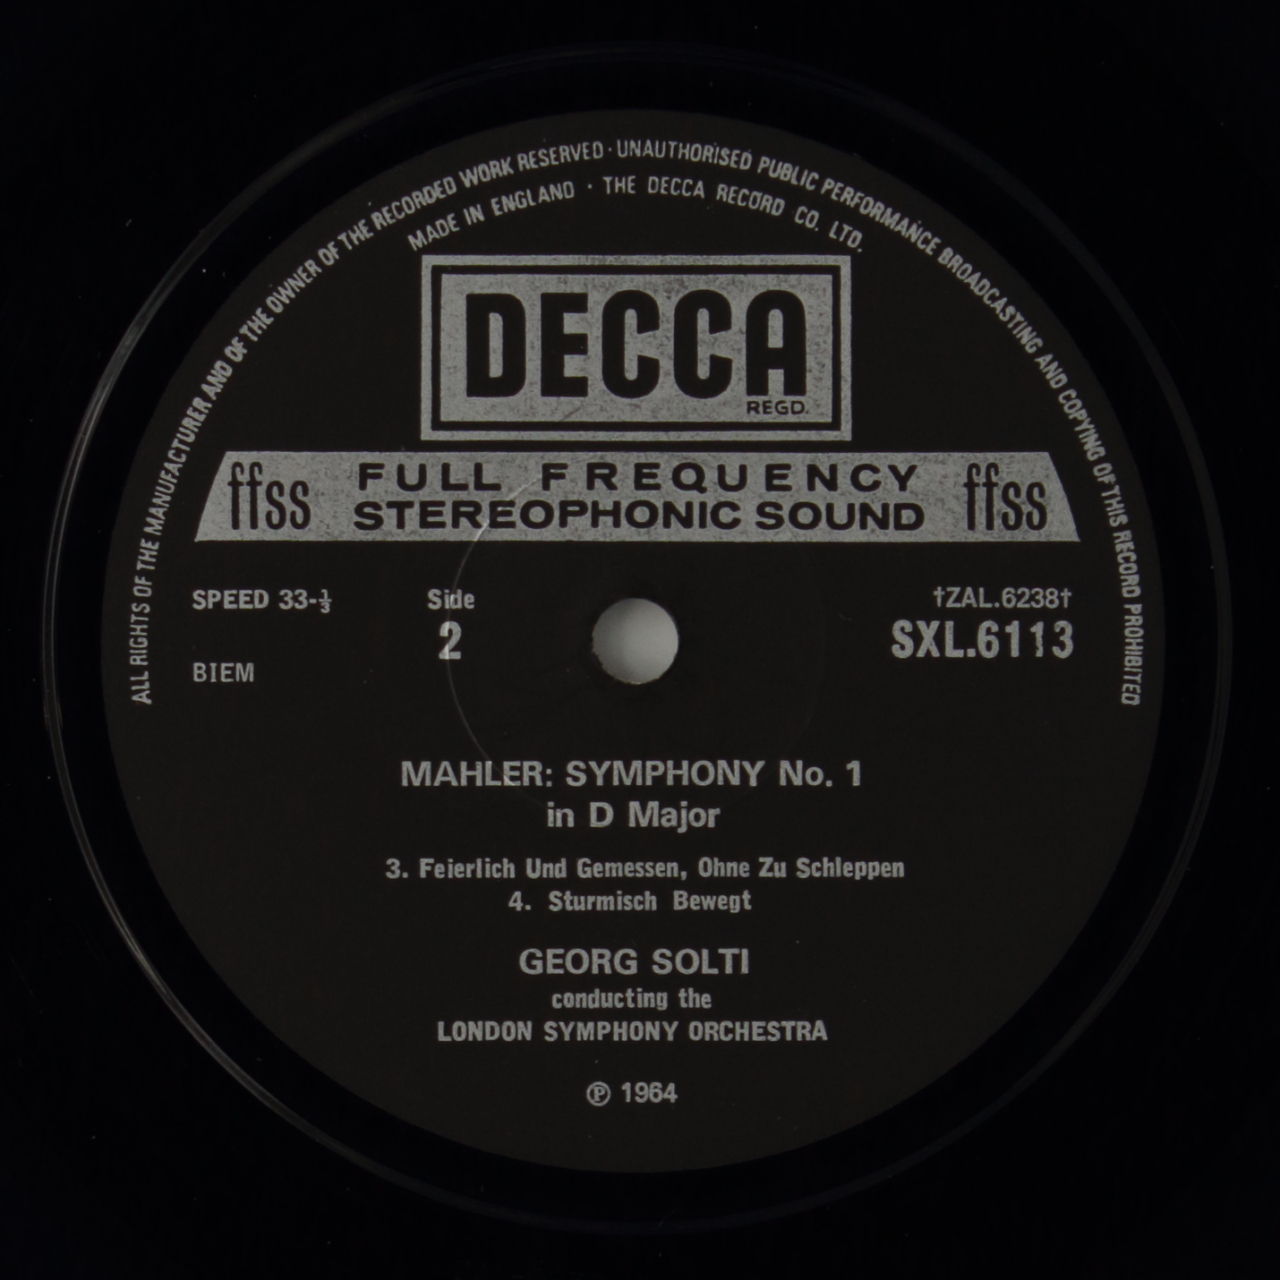 ALL RIGHTS OF THE MANUFACTURER AND OF THE OWNER OF THE RECORDED WORK RESERVED · UNAUTHORISED PUBLIC PERFORMANCE BROADCASTING AND COPYING OF THIS RECORD PROHIBITED
MADE IN ENGLAND · THE DECCA RECORD CO. LTD.
DECCA
REGD.
ffss FULL FREQUENCY ffss
STEREOPHONIC SOUND
SPEED 33-⅓ Side †ZAL.6238†
2 SXL.6113
BIEM
MAHLER: SYMPHONY No. 1
in D Major
3. Feierlich Und Gemessen, Ohne Zu Schleppen
4. Sturmisch Bewegt
GEORG SOLTI
conducting the
LONDON SYMPHONY ORCHESTRA
℗ 1964